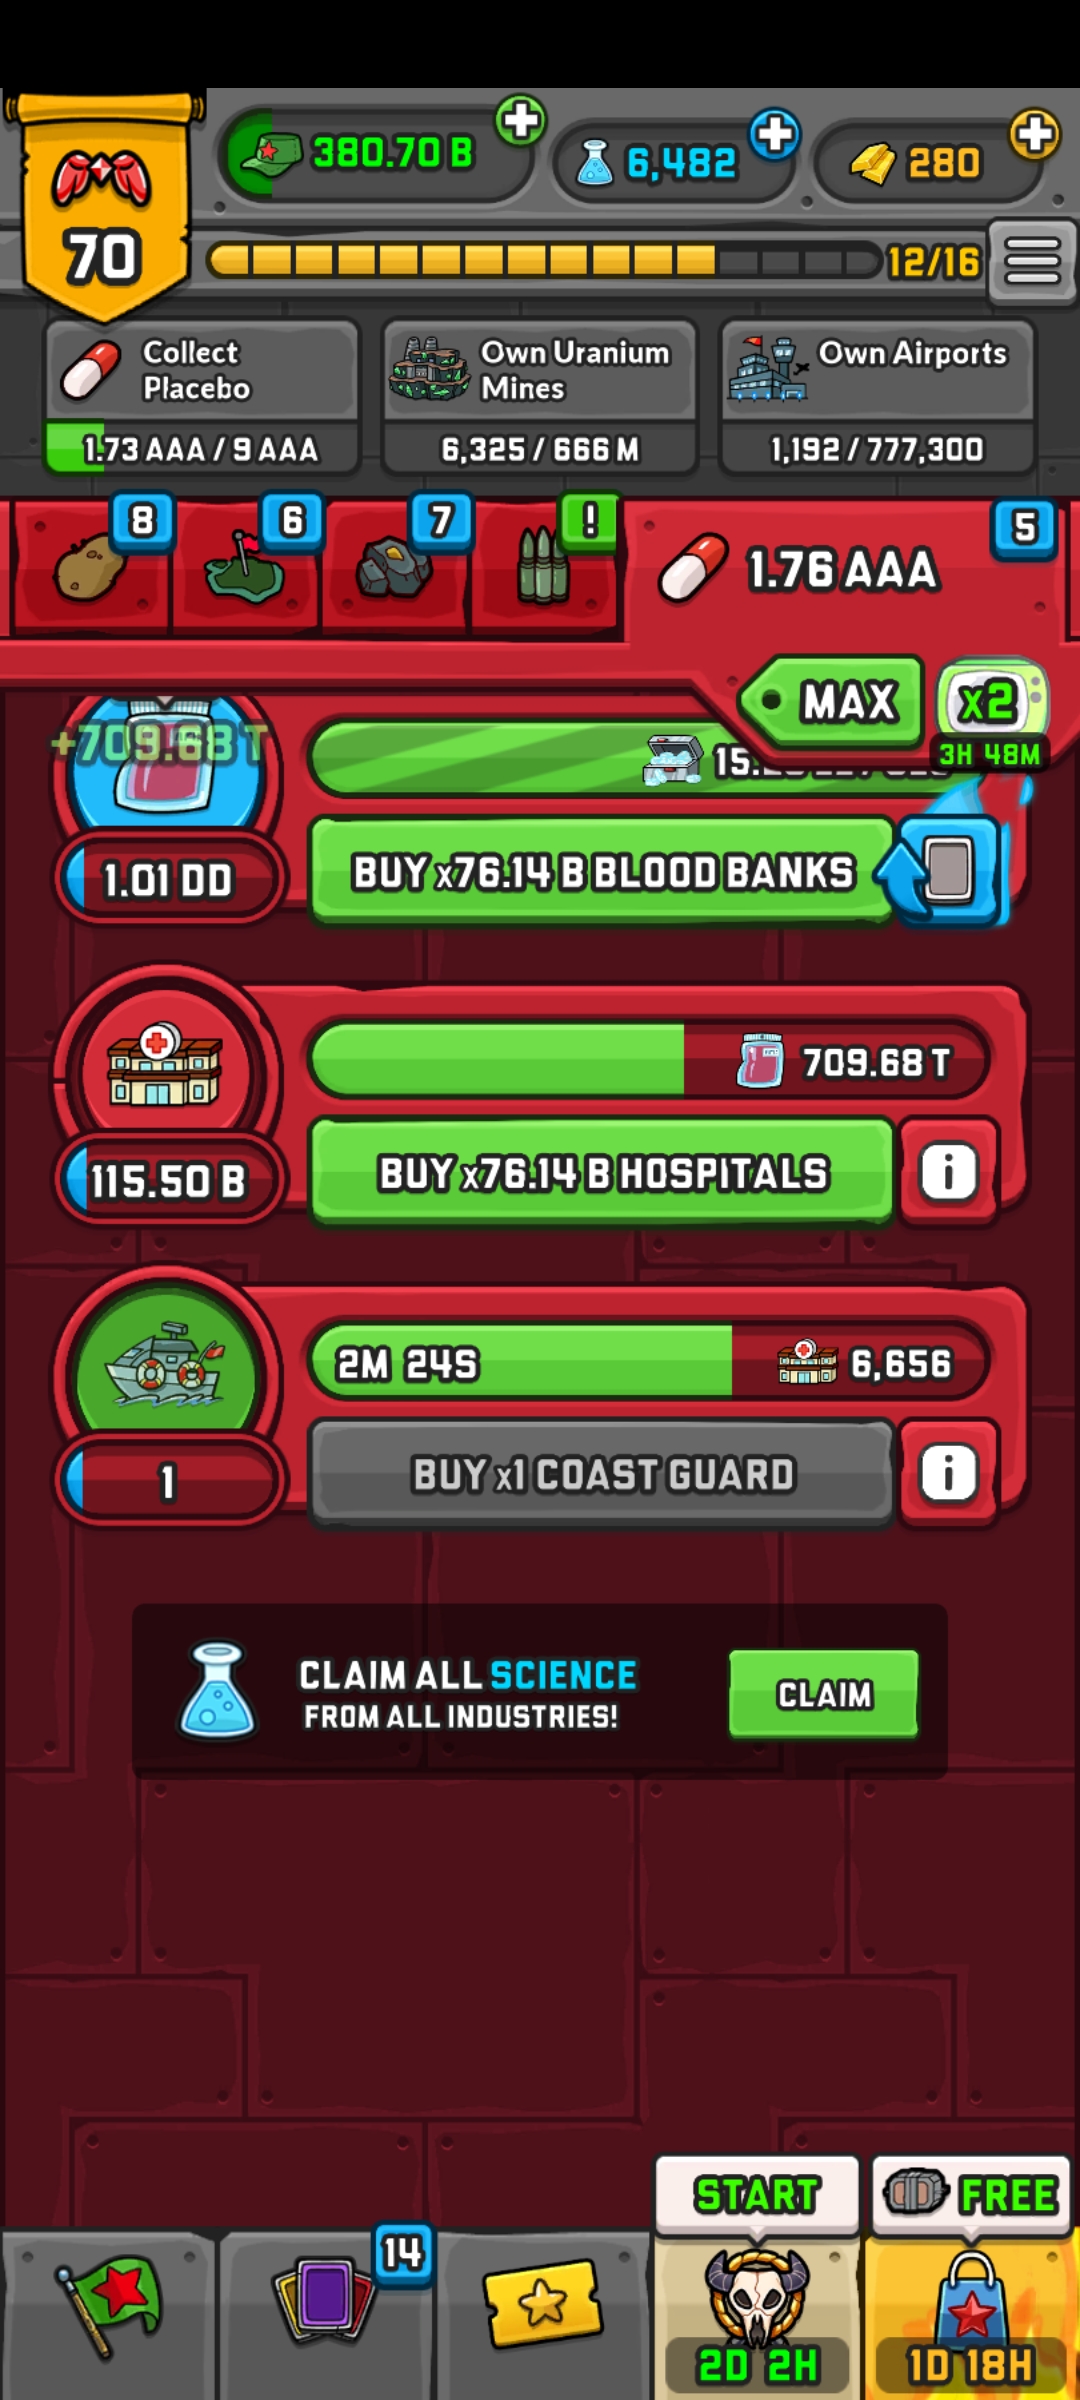 380.70 B
6,482
280
70
12/16
Collect
Placebo
1.73 AAA / 9 AAA
Own Uranium
Mines
6,325 / 666 M
Own Airports
1,192 / 777,300
8
6
7
!
1.76 AAA
5
MAX
x2
3H 48M
+709.68 T
1.01 DD
BUY x76.14 B BLOOD BANKS
709.68 T
115.50 B
BUY x76.14 B HOSPITALS
i
2M 24S
6,656
1
BUY x1 COAST GUARD
i
CLAIM ALL SCIENCE
FROM ALL INDUSTRIES!
CLAIM
START
FREE
14
2D 2H
1D 18H